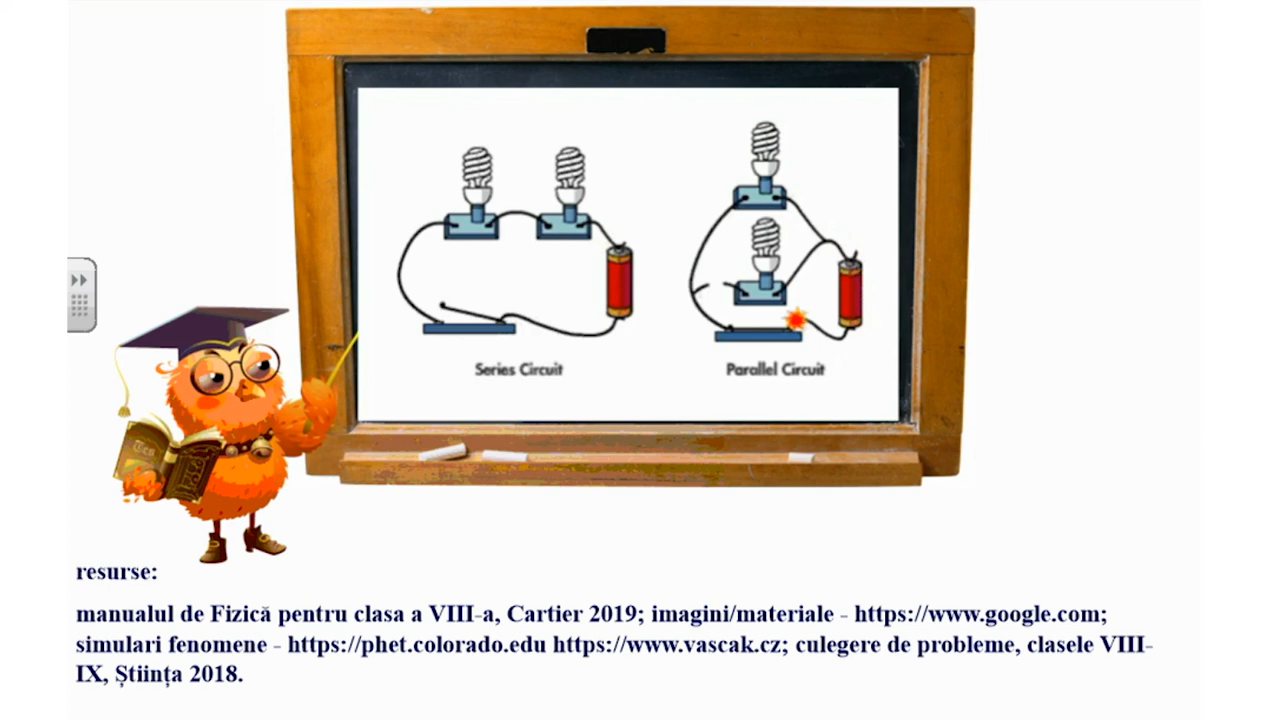 Series Circuit
Parallel Circuit
resurse:
manualul de Fizică pentru clasa a VIII-a, Cartier 2019; imagini/materiale - https://www.google.com;
simulari fenomene - https://phet.colorado.edu https://www.vascak.cz; culegere de probleme, clasele VIII-
IX, Știința 2018.